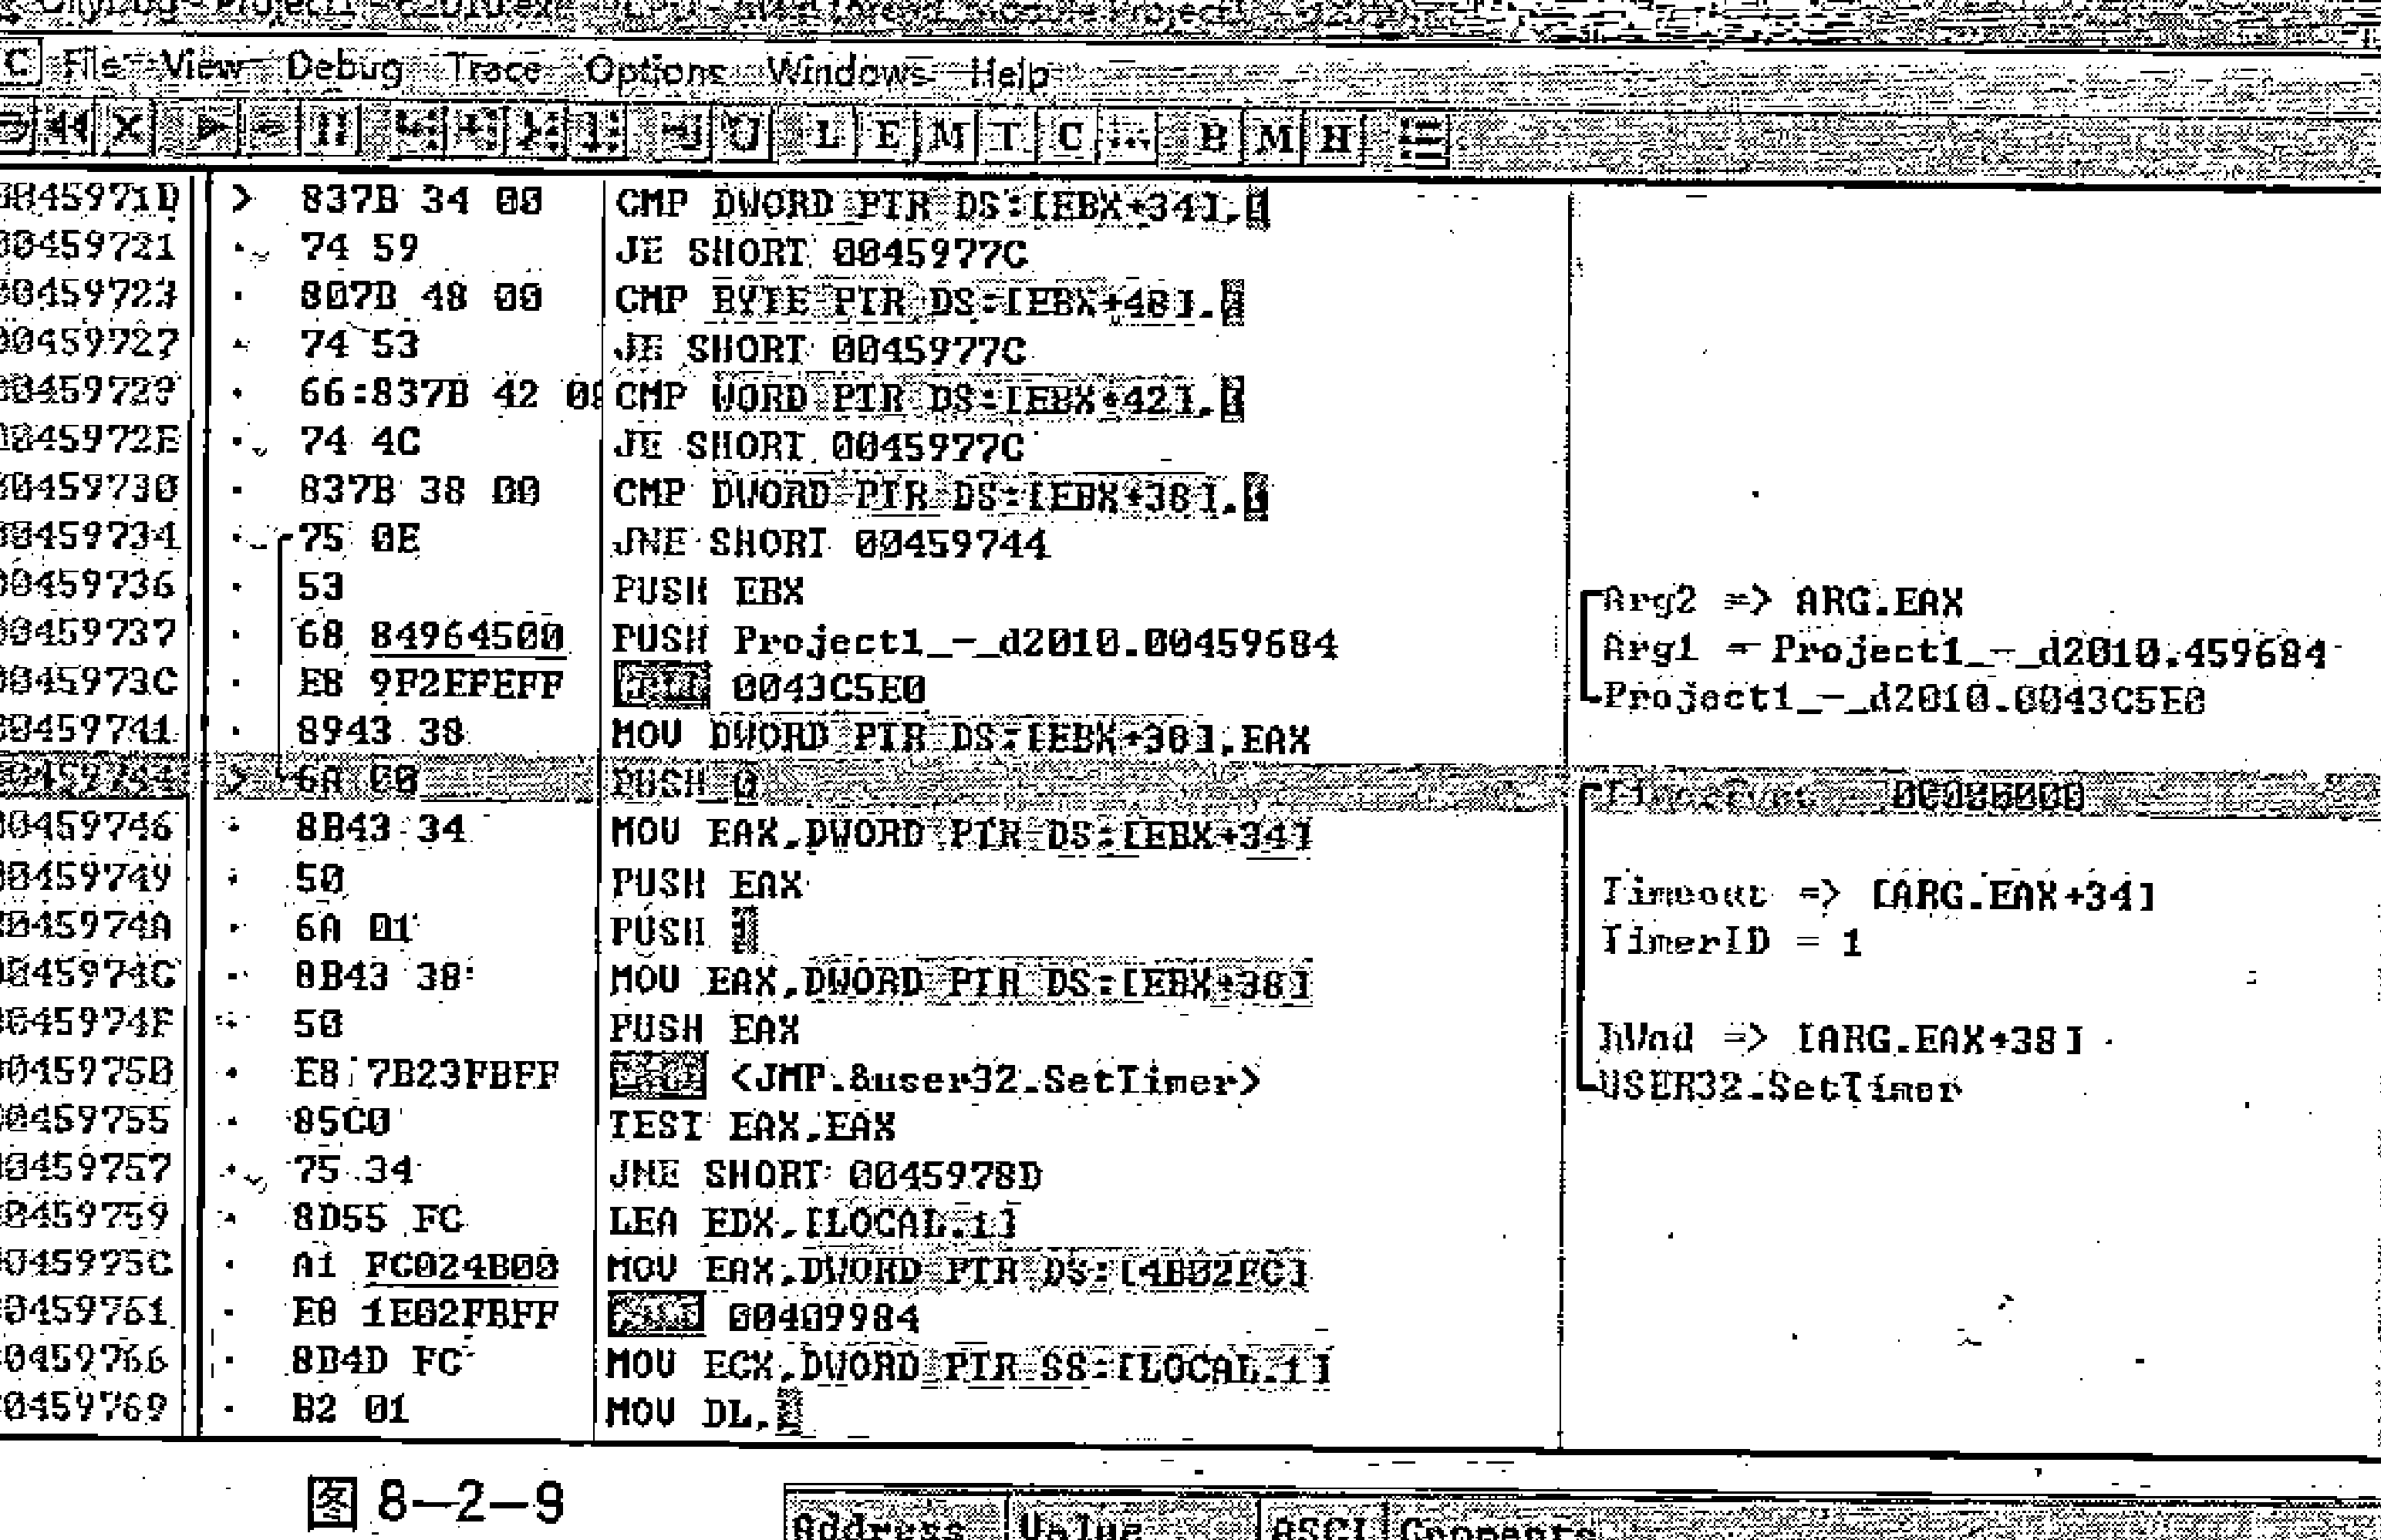 C File View Debug Trace Options Windows Help
L E M T C ... B M H
0045971D > 837B 34 00 CMP DWORD PTR DS:[EBX+34],0
00459721 . 74 59 JE SHORT 0045977C
00459723 . 807B 48 00 CMP BYTE PTR DS:[EBX+48],0
00459727 . 74 53 JE SHORT 0045977C
00459729 . 66:837B 42 00 CMP WORD PTR DS:[EBX+42],0
0045972E . 74 4C JE SHORT 0045977C
00459730 . 837B 38 00 CMP DWORD PTR DS:[EBX+38],0
00459734 . 75 0E JNE SHORT 00459744
00459736 . 53 PUSH EBX Arg2 => ARG.EAX
00459737 . 68 84964500 PUSH Project1_-_d2010.00459684 Arg1 = Project1_-_d2010.459684
0045973C . E8 9F2EFEFF CALL 0043C5E0 Project1_-_d2010.0043C5E0
00459741 . 8943 38 MOV DWORD PTR DS:[EBX+38],EAX
00459744 > 6A 00 PUSH 0
00459746 . 8B43 34 MOV EAX,DWORD PTR DS:[EBX+34]
00459749 . 50 PUSH EAX Timeout => [ARG.EAX+34]
0045974A . 6A 01 PUSH 1 TimerID = 1
0045974C . 8B43 38 MOV EAX,DWORD PTR DS:[EBX+38]
0045974F . 50 PUSH EAX hWnd => [ARG.EAX+38]
00459750 . E8 7B23FBFF CALL <JMP.&user32.SetTimer> USER32.SetTimer
00459755 . 85C0 TEST EAX,EAX
00459757 . 75 34 JNE SHORT 0045978D
00459759 . 8D55 FC LEA EDX,[LOCAL.1]
0045975C . A1 FC024B00 MOV EAX,DWORD PTR DS:[4B02FC]
00459761 . E8 1E02FBFF CALL 00409984
00459766 . 8B4D FC MOV ECX,DWORD PTR SS:[LOCAL.1]
00459769 . B2 01 MOV DL,1
图8-2-9
Address Value ASCI Comments